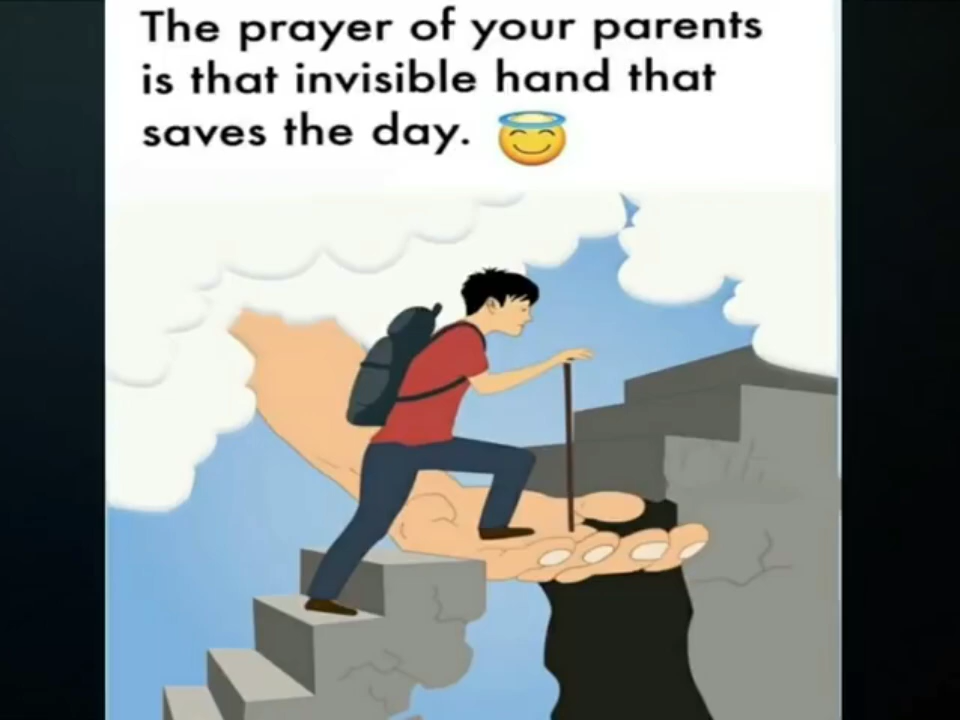 The prayer of your parents
is that invisible hand that
saves the day. 😇